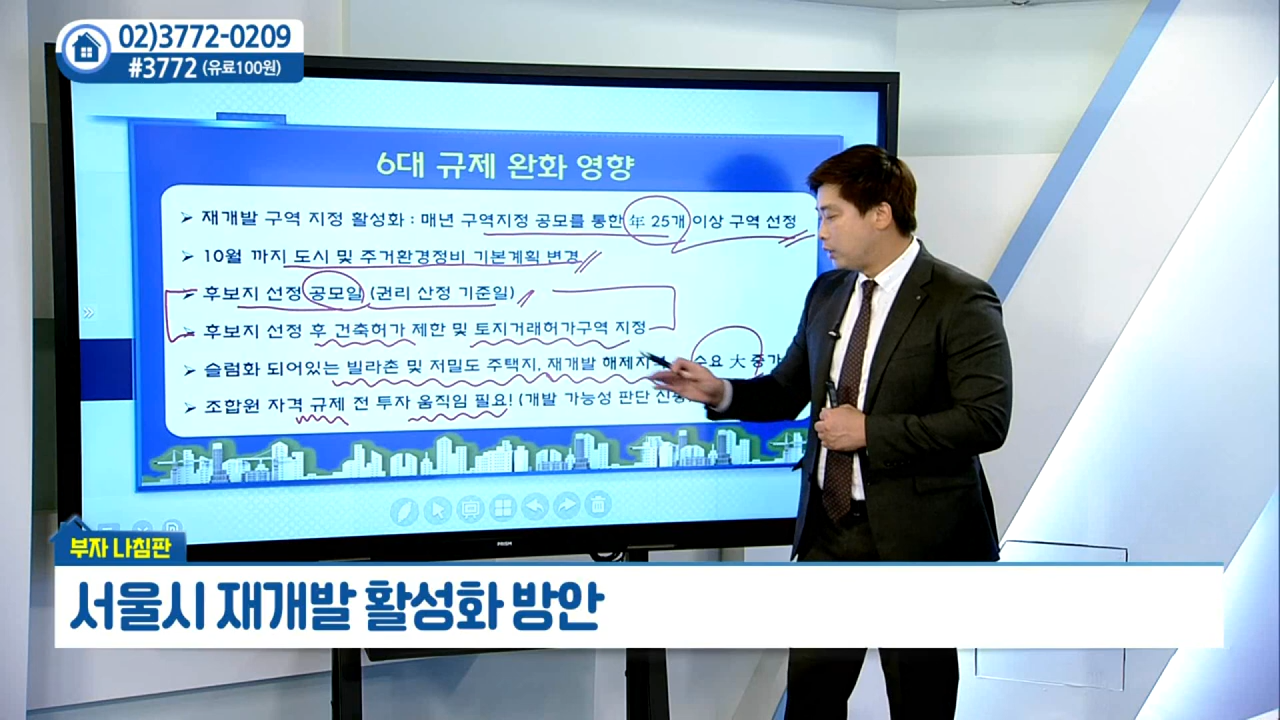 02)3772-0209
#3772 (유료100원)
6대 규제 완화 영향
➤ 재개발 구역 지정 활성화 : 매년 구역지정 공모를 통한 年 25개 이상 구역 선정
➤ 10월 까지 도시 및 주거환경정비 기본계획 변경
➤ 후보지 선정 공모일 (권리 산정 기준일)
➤ 후보지 선정 후 건축허가 제한 및 토지거래허가구역 지정
➤ 슬럼화 되어있는 빌라촌 및 저밀도 주택지, 재개발 해제지역 수요 大 증가
➤ 조합원 자격 규제 전 투자 움직임 필요! (개발 가능성 판단
PRISM
부자 나침판
서울시 재개발 활성화 방안